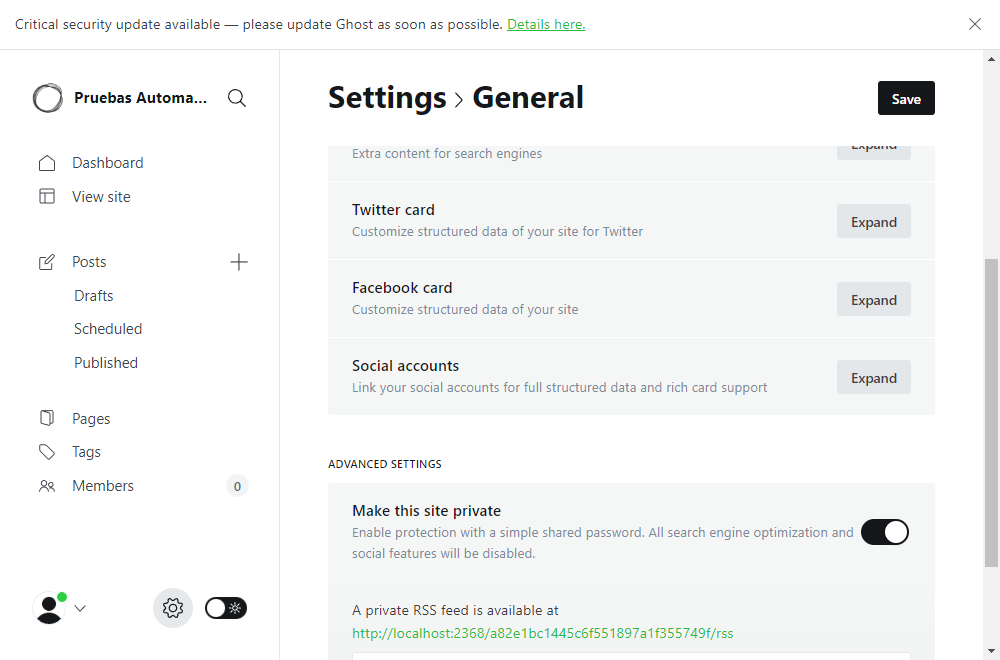 Critical security update available — please update Ghost as soon as possible. Details here.
Pruebas Automa...
Settings > General
Save
Extra content for search engines
Expand
Dashboard
View site
Twitter card
Customize structured data of your site for Twitter
Expand
Posts
Drafts
Scheduled
Published
Facebook card
Customize structured data of your site
Expand
Social accounts
Link your social accounts for full structured data and rich card support
Expand
Pages
Tags
Members
0
ADVANCED SETTINGS
Make this site private
Enable protection with a simple shared password. All search engine optimization and
social features will be disabled.
A private RSS feed is available at
http://localhost:2368/a82e1bc1445c6f551897a1f355749f/rss